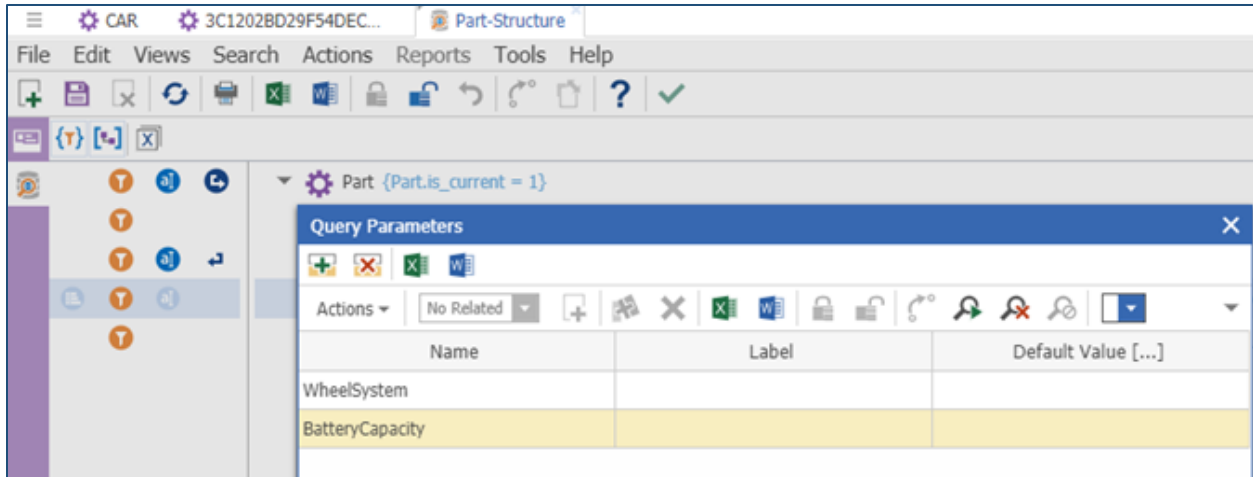 CAR 3C1202BD29F54DEC... Part-Structure
File Edit Views Search Actions Reports Tools Help
Part {Part.is_current = 1}
Query Parameters
Actions No Related
Name Label Default Value [...]
WheelSystem
BatteryCapacity